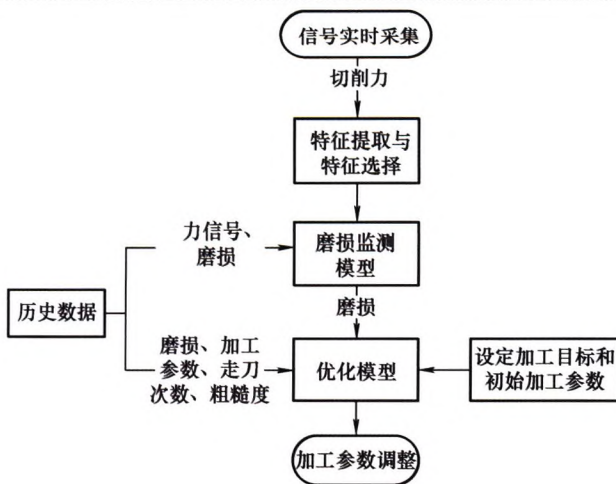 信号实时采集
切削力
特征提取与
特征选择
力信号、
磨损
磨损监测
模型
历史数据
磨损
磨损、加工
参数、走刀
次数、粗糙度
优化模型
设定加工目标和
初始加工参数
加工参数调整